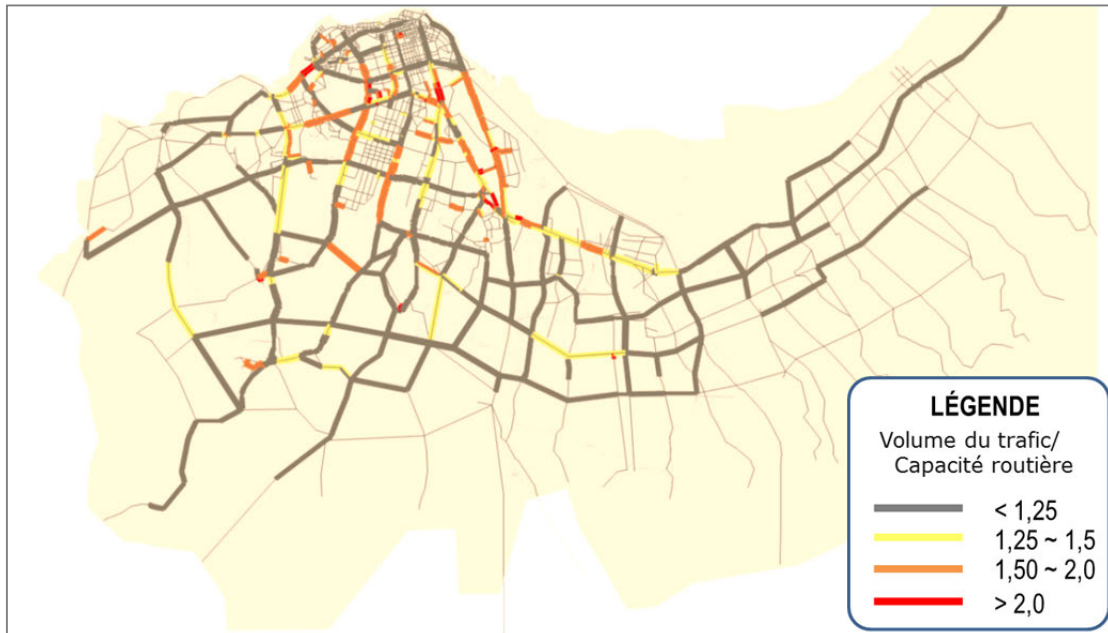 LÉGENDE
Volume du trafic/
Capacité routière
< 1,25
1,25 ~ 1,5
1,50 ~ 2,0
> 2,0